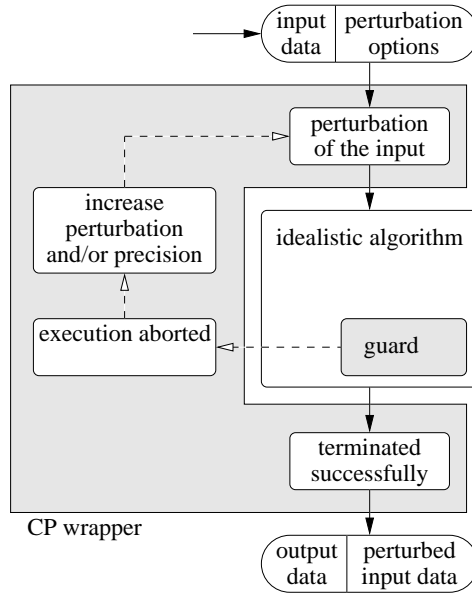 input perturbation
data options
perturbation
of the input
increase
perturbation
and/or precision
idealistic algorithm
execution aborted
guard
terminated
successfully
CP wrapper
output perturbed
data input data